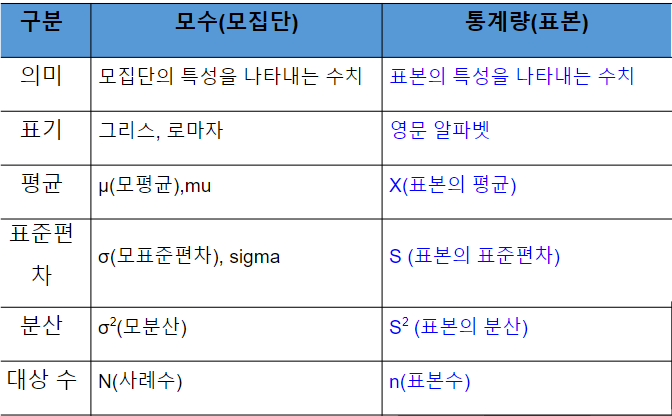 구분 모수(모집단) 통계량(표본)
의미 모집단의 특성을 나타내는 수치 표본의 특성을 나타내는 수치
표기 그리스, 로마자 영문 알파벳
평균 μ(모평균),mu X(표본의 평균)
표준편
차 σ(모표준편차), sigma S (표본의 표준편차)
분산 σ²(모분산) S² (표본의 분산)
대상 수 N(사례수) n(표본수)